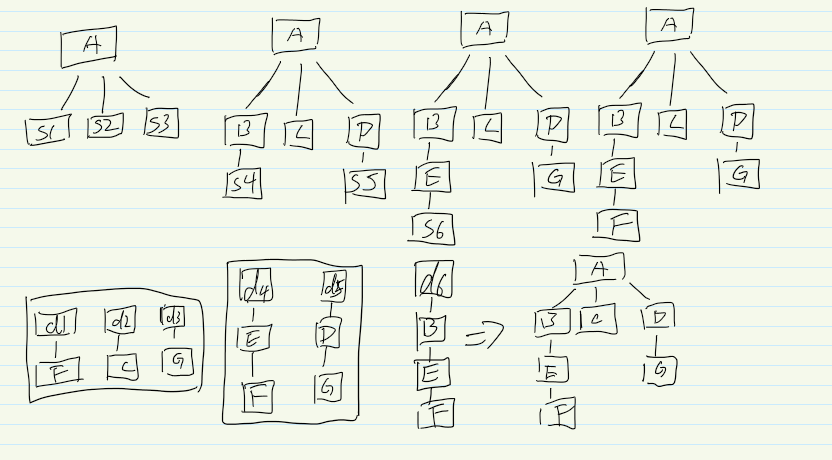 A A A A
S1 S2 S3 B L P B L P B L P
S4 S5 E G E G
S6 F
d4 d5 d6 A
d1 d2 d3 E D B => B C D
F C G F G E E G
F F